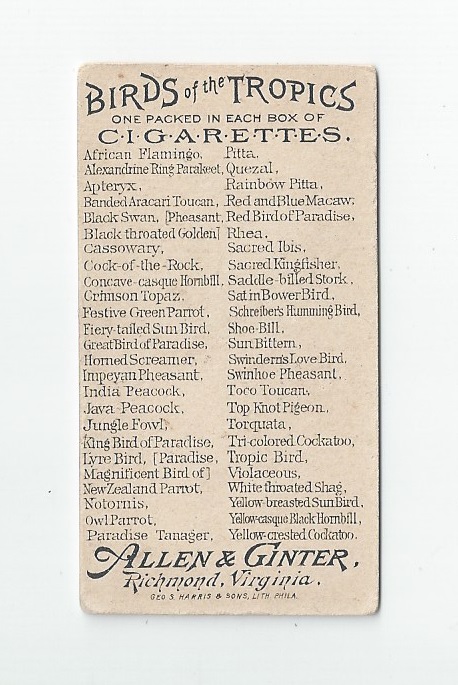 BIRDS of the TROPICS
ONE PACKED IN EACH BOX OF
C·I·G·A·R·E·T·T·E·S.
African Flamingo,
Alexandrine Ring Parakeet,
Apteryx,
Banded Aracari Toucan,
Black Swan, [Pheasant,
Black throated Golden]
Cassowary,
Cock-of-the-Rock,
Concave-casque Hornbill,
Crimson Topaz,
Festive Green Parrot,
Fiery-tailed Sun Bird,
Great Bird of Paradise,
Horned Screamer,
Impeyan Pheasant,
India Peacock,
Java Peacock,
Jungle Fowl,
King Bird of Paradise,
Lyre Bird, [Paradise,
Magnificent Bird of]
New Zealand Parrot,
Notornis,
Owl Parrot,
Paradise Tanager,
Pitta,
Quezal,
Rainbow Pitta,
Red and Blue Macaw,
Red Bird of Paradise,
Rhea,
Sacred Ibis,
Sacred Kingfisher,
Saddle-billed Stork,
Satin Bower Bird,
Schreiber's Humming Bird,
Shoe-Bill,
Sun Bittern,
Swindern's Love Bird,
Swinhoe Pheasant,
Toco Toucan,
Top Knot Pigeon,
Torquata,
Tri-colored Cockatoo,
Tropic Bird,
Violaceous,
White throated Shag,
Yellow-breasted Sun Bird,
Yellow-casque Black Hornbill,
Yellow-crested Cockatoo.
ALLEN & GINTER,
Richmond, Virginia.
GEO S. HARRIS & SONS, LITH. PHILA.